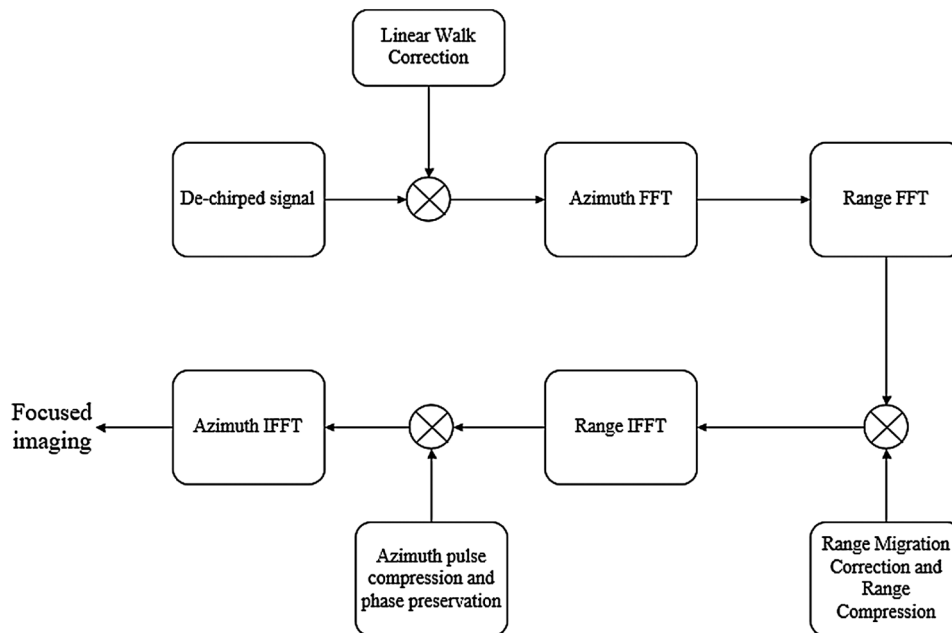 Linear Walk
Correction
De-chirped signal
Azimuth FFT
Range FFT
Focused
imaging
Azimuth IFFT
Range IFFT
Azimuth pulse
compression and
phase preservation
Range Migration
Correction and
Range
Compression